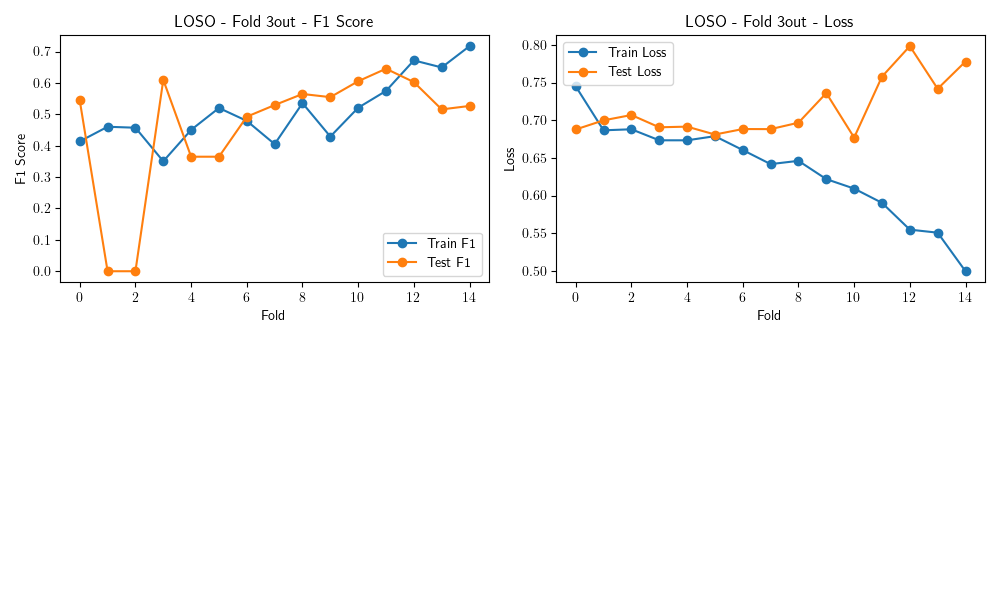 LOSO - Fold 3out - F1 Score
F1 Score
0.7
0.6
0.5
0.4
0.3
0.2
0.1
0.0
Train F1
Test F1
0 2 4 6 8 10 12 14
Fold
LOSO - Fold 3out - Loss
Loss
0.80
0.75
0.70
0.65
0.60
0.55
0.50
Train Loss
Test Loss
0 2 4 6 8 10 12 14
Fold